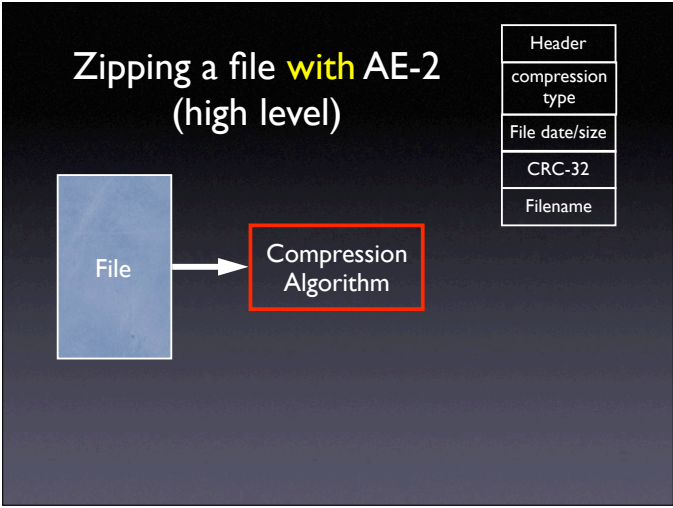 Zipping a file with AE-2
(high level)
Header
compression
type
File date/size
CRC-32
Filename
File
Compression
Algorithm